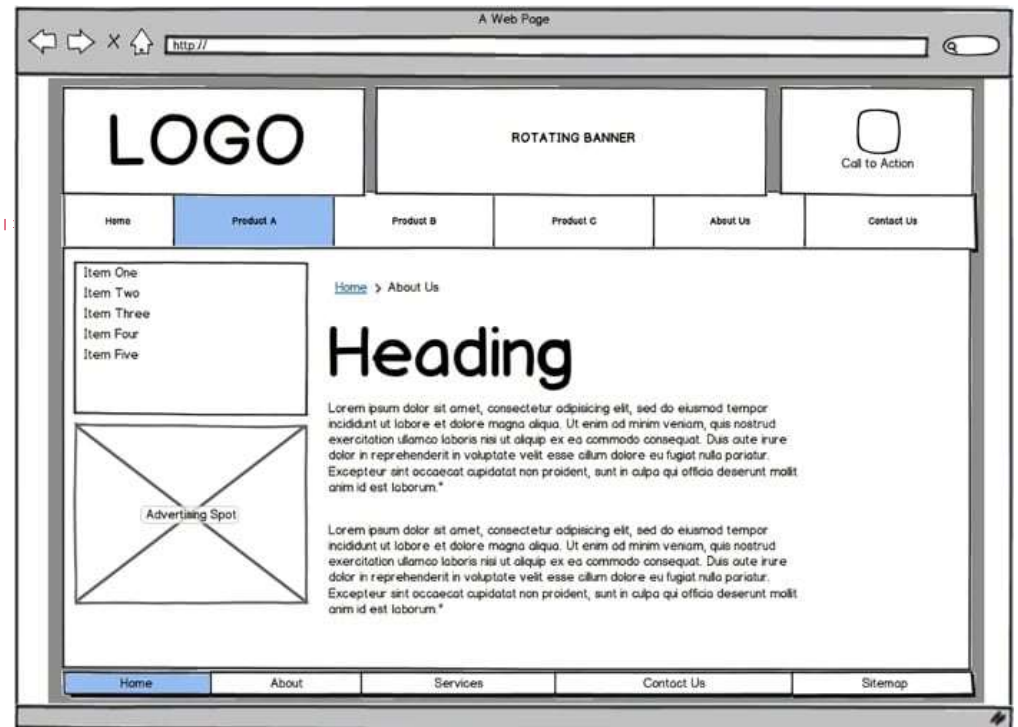 A Web Page
http://
LOGO
ROTATING BANNER
Call to Action
Home
Product A
Product B
Product C
About Us
Contact Us
Item One
Item Two
Item Three
Item Four
Item Five
Home > About Us
Heading
Lorem ipsum dolor sit amet, consectetur adipisicing elit, sed do eiusmod tempor
incididunt ut labore et dolore magna aliqua. Ut enim ad minim veniam, quis nostrud
exercitation ullamco laboris nisi ut aliquip ex ea commodo consequat. Duis aute irure
dolor in reprehenderit in voluptate velit esse cillum dolore eu fugiat nulla pariatur.
Excepteur sint occaecat cupidatat non proident, sunt in culpa qui officia deserunt mollit
anim id est laborum."
Lorem ipsum dolor sit amet, consectetur adipisicing elit, sed do eiusmod tempor
incididunt ut labore et dolore magna aliqua. Ut enim ad minim veniam, quis nostrud
exercitation ullamco laboris nisi ut aliquip ex ea commodo consequat. Duis aute irure
dolor in reprehenderit in voluptate velit esse cillum dolore eu fugiat nulla pariatur.
Excepteur sint occaecat cupidatat non proident, sunt in culpa qui officia deserunt mollit
anim id est laborum."
Advertising Spot
Home
About
Services
Contact Us
Sitemap